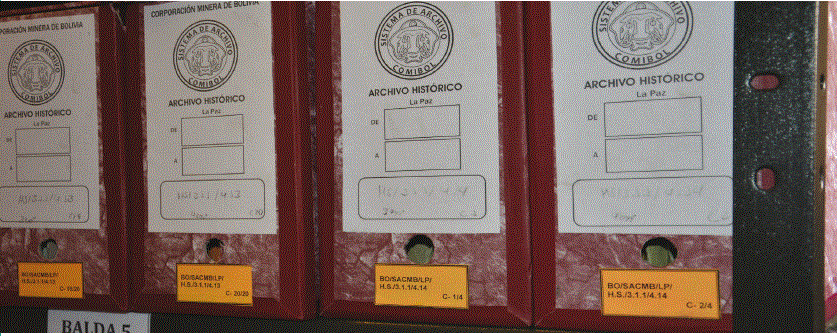 CORPORACIÓN MINERA DE BOLIVIA
SISTEMA DE ARCHIVO
COMIBOL
ARCHIVO HISTÓRICO
La Paz
DE
A
BO/SACMB/LP/
H.S./3.1.1/4.13
CORPORACIÓN MINERA DE BOLIVIA
SISTEMA DE ARCHIVO
COMIBOL
ARCHIVO HISTÓRICO
La Paz
DE
A
BO/SACMB/LP/
H.S./3.1.1/4.13
C- 20/20
SISTEMA DE ARCHIVO
COMIBOL
ARCHIVO HISTÓRICO
La Paz
DE
A
BO/SACMB/LP/
H.S./3.1.1/4.14
C- 1/4
SISTEMA DE ARCHIVO
COMIBOL
ARCHIVO HISTÓRICO
La Paz
DE
A
BO/SACMB/LP/
H.S./3.1.1/4.14
C- 2/4
BALDA 5